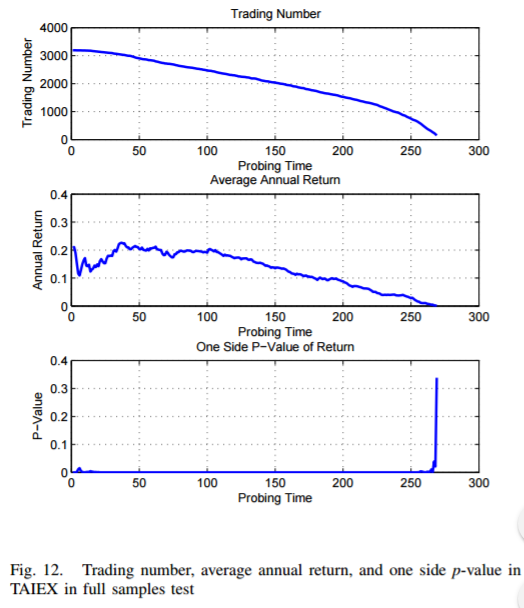 Trading Number
4000
3000
2000
1000
0
Trading Number
0 50 100 150 200 250 300
Probing Time
Average Annual Return
0.4
0.3
0.2
0.1
0
Annual Return
0 50 100 150 200 250 300
Probing Time
One Side P-Value of Return
0.4
0.3
0.2
0.1
0
P-Value
0 50 100 150 200 250 300
Probing Time
Fig. 12. Trading number, average annual return, and one side p-value in
TAIEX in full samples test